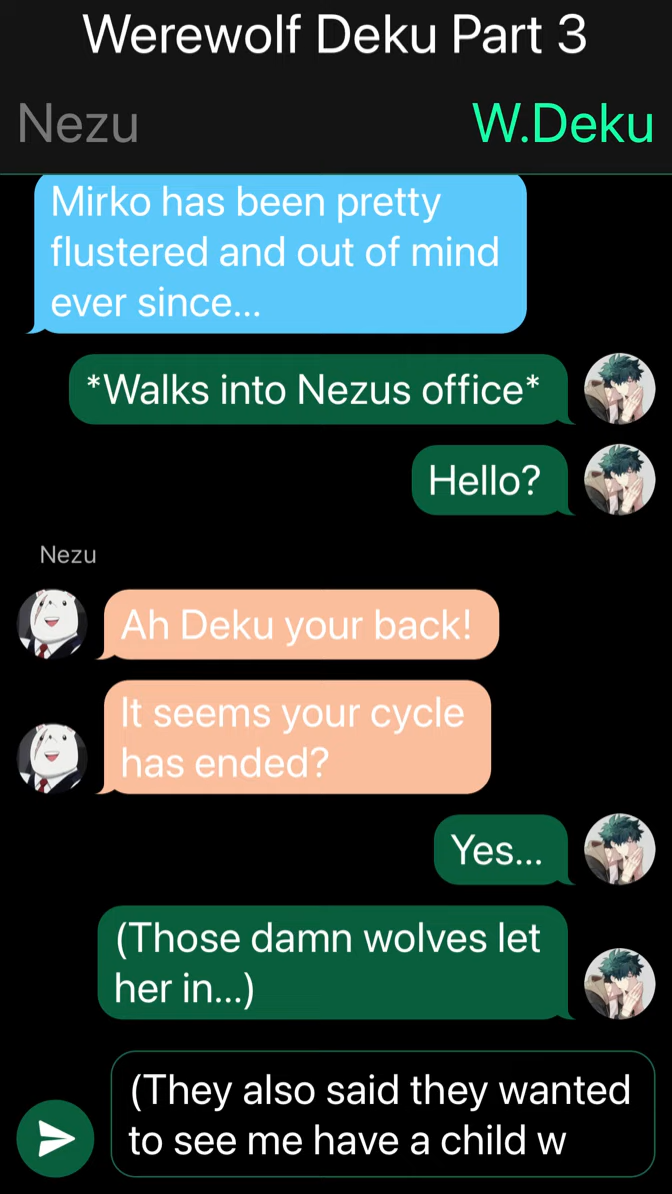 Werewolf Deku Part 3
Nezu
W.Deku
Mirko has been pretty
flustered and out of mind
ever since...
*Walks into Nezus office*
Hello?
Nezu
Ah Deku your back!
It seems your cycle
has ended?
Yes...
(Those damn wolves let
her in...)
(They also said they wanted
to see me have a child w